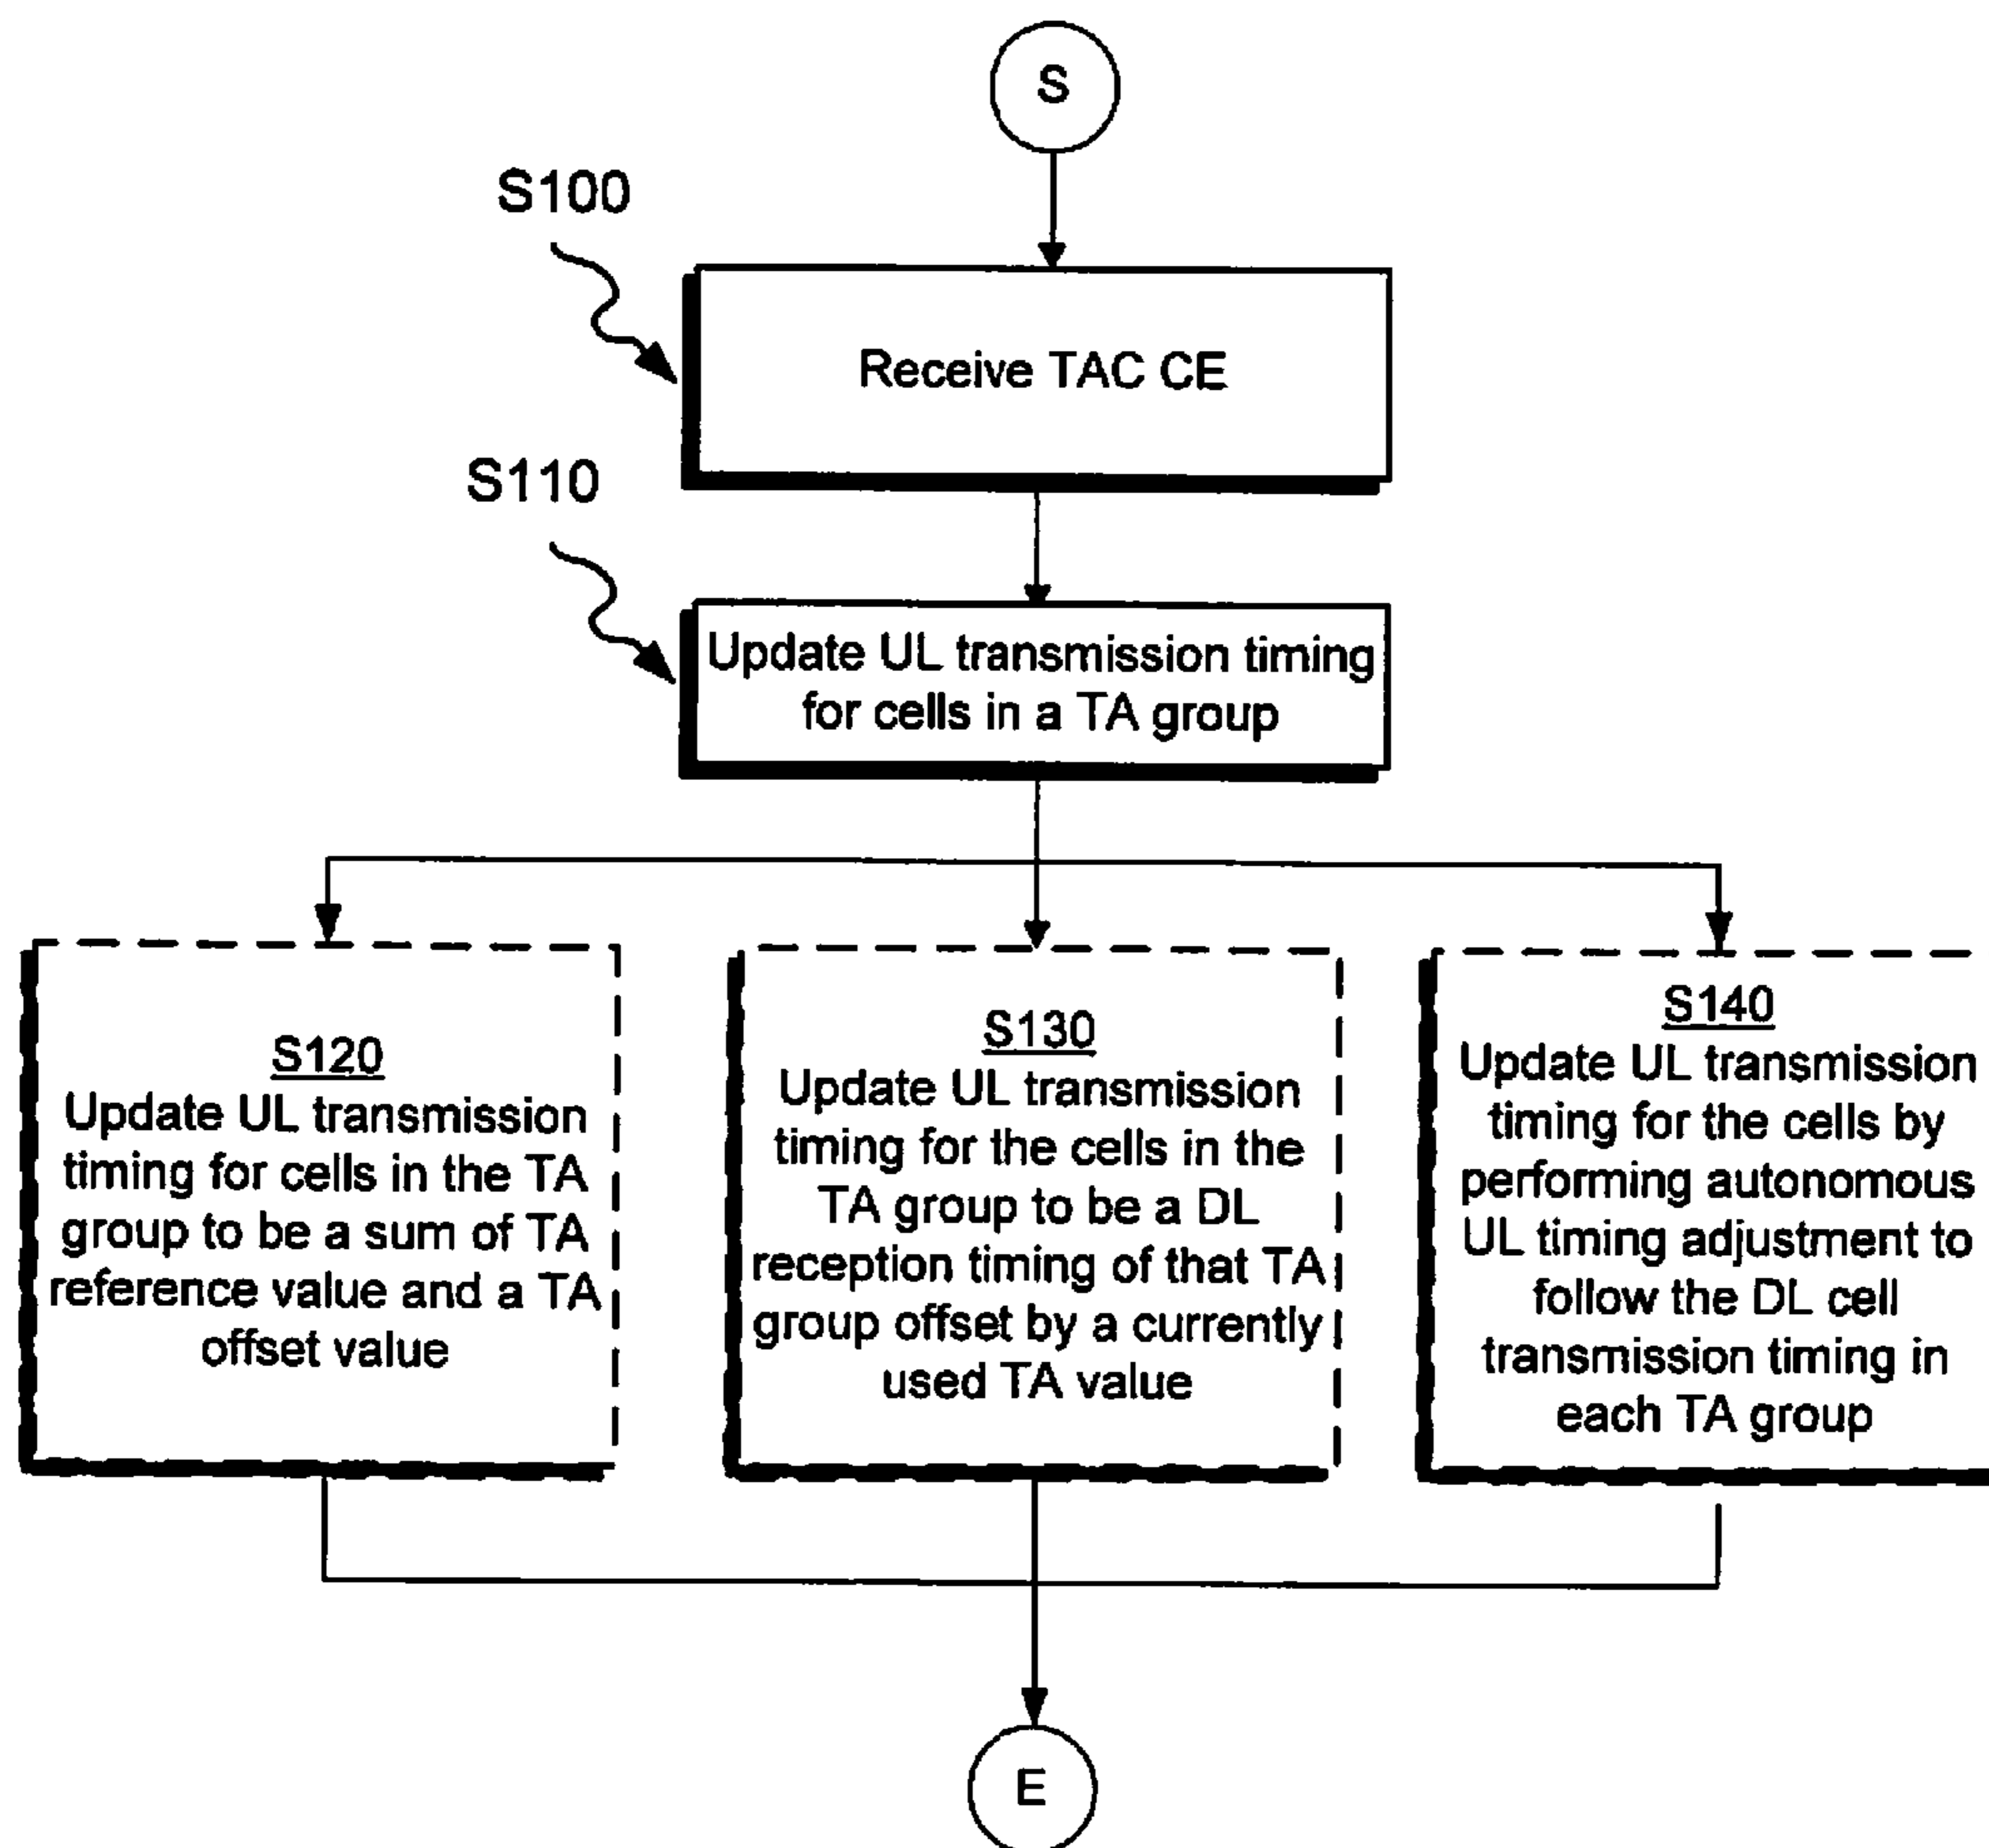 S
S100
Receive TAC CE
S110
Update UL transmission timing
for cells in a TA group
S120
Update UL transmission
timing for cells in the TA
group to be a sum of TA
reference value and a TA
offset value
S130
Update UL transmission
timing for the cells in the
TA group to be a DL
reception timing of that TA
group offset by a currently
used TA value
S140
Update UL transmission
timing for the cells by
performing autonomous
UL timing adjustment to
follow the DL cell
transmission timing in
each TA group
E